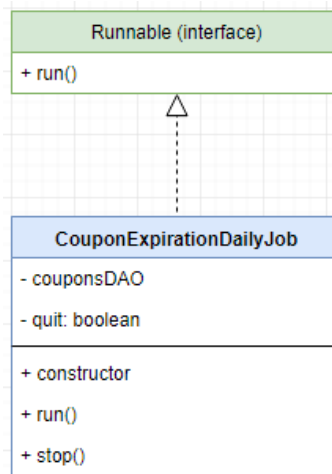 Runnable (interface)
+ run()
CouponExpirationDailyJob
- couponsDAO
- quit: boolean
+ constructor
+ run()
+ stop()